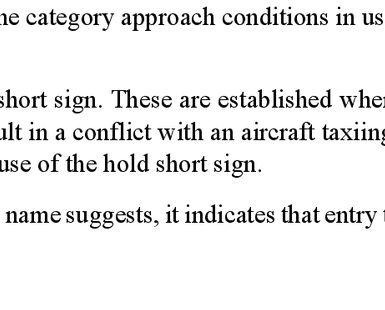 he category approach conditions in us
short sign. These are established whe
ult in a conflict with an aircraft taxiing
use of the hold short sign.
name suggests, it indicates that entry